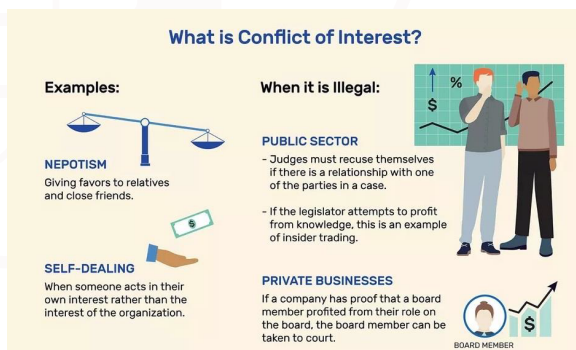 What is Conflict of Interest?
Examples:
NEPOTISM
Giving favors to relatives
and close friends.
$
SELF-DEALING
When someone acts in their
own interest rather than the
interest of the organization.
When it is Illegal:
$
%
PUBLIC SECTOR
- Judges must recuse themselves
if there is a relationship with one
of the parties in a case.
- If the legislator attempts to profit
from knowledge, this is an example
of insider trading.
PRIVATE BUSINESSES
If a company has proof that a board
member profited from their role on
the board, the board member can be
taken to court.
$
BOARD MEMBER